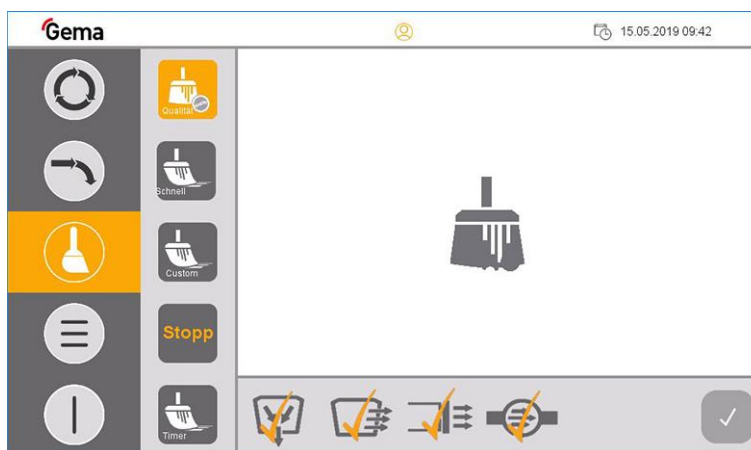 Gema
15.05.2019 09:42
Qualität
Schnell
Custom
Stopp
Timer